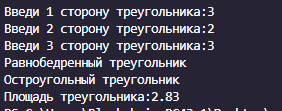 Введи 1 сторону треугольника:3
Введи 2 сторону треугольника:2
Введи 3 сторону треугольника:3
Равнобедренный треугольник
Остроугольный треугольник
Площадь треугольника:2.83